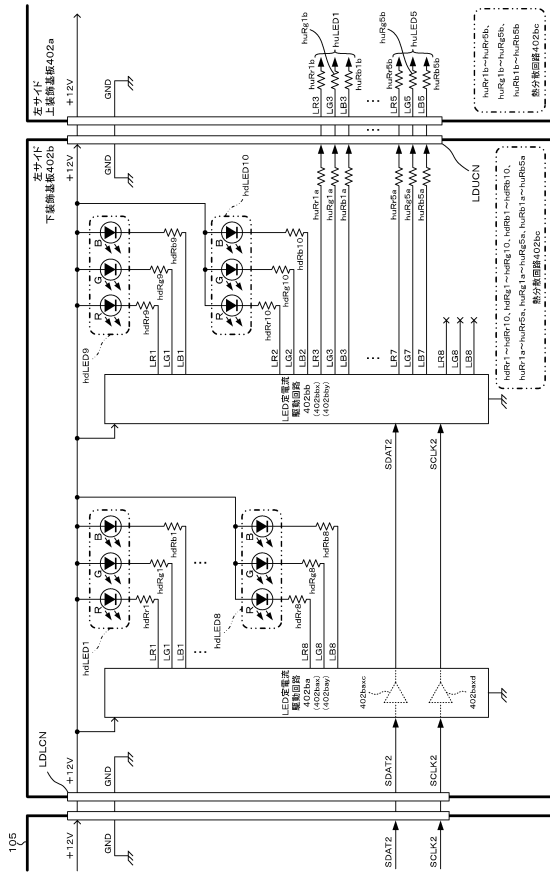 左サイド
上装飾基板402a
+12V
GND
huRr1b
huRg1b
huLED1
huRb1b
LR3
LG3
LB3
...
huRr5b
huRg5b
huLED5
huRb5b
LR5
LG5
LB5
huRr1b~huRr5b、
huRg1b~huRg5b、
huRb1b~huRb5b
熱分散回路402bc
左サイド
下装飾基板402b
+12V
GND
LDUCN
hdLED10
R
G
B
hdRr10
hdRg10
hdRb10
hdLED9
R
G
B
hdRr9
hdRg9
hdRb9
LR1
LG1
LB1
LR2
LG2
LB2
LR3
LG3
LB3
...
LR7
LG7
LB7
LR8
LG8
LB8
huRr1a
huRg1a
huRb1a
...
huRr5a
huRg5a
huRb5a
LED定電流
駆動回路
402bb
(402bbx)
(402bby)
SDAT2
SCLK2
hdRr1~hdRr10、hdRg1~hdRg10、hdRb1~hdRb10、
huRr1a~huRr5a、huRg1a~huRg5a、huRb1a~huRb5a
熱分散回路402bc
hdLED1
R
G
B
hdRr1
hdRg1
hdRb1
LR1
LG1
LB1
...
hdLED8
R
G
B
hdRr8
hdRg8
hdRb8
LR8
LG8
LB8
LED定電流
駆動回路
402ba
(402bax)
(402bay)
402baxc
402baxd
LDLCN
+12V
GND
SDAT2
SCLK2
105
+12V
GND
SDAT2
SCLK2